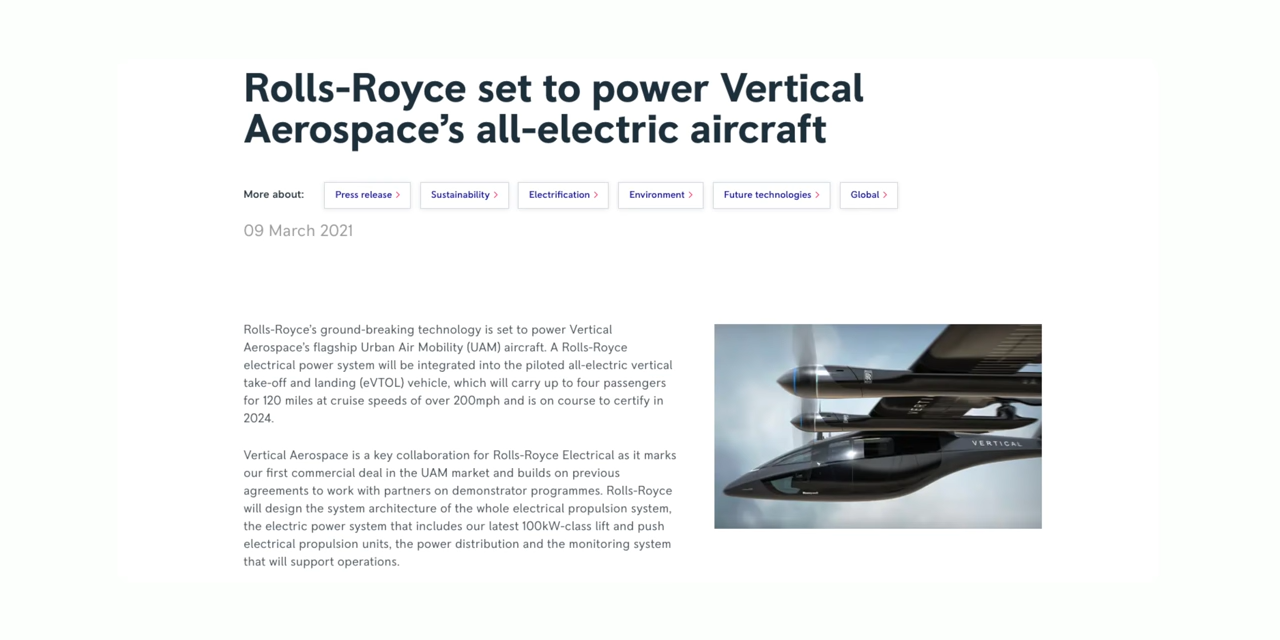 Rolls-Royce set to power Vertical
Aerospace’s all-electric aircraft
More about: Press release > Sustainability > Electrification > Environment > Future technologies > Global >
09 March 2021
Rolls-Royce’s ground-breaking technology is set to power Vertical
Aerospace’s flagship Urban Air Mobility (UAM) aircraft. A Rolls-Royce
electrical power system will be integrated into the piloted all-electric vertical
take-off and landing (eVTOL) vehicle, which will carry up to four passengers
for 120 miles at cruise speeds of over 200mph and is on course to certify in
2024.
Vertical Aerospace is a key collaboration for Rolls-Royce Electrical as it marks
our first commercial deal in the UAM market and builds on previous
agreements to work with partners on demonstrator programmes. Rolls-Royce
will design the system architecture of the whole electrical propulsion system,
the electric power system that includes our latest 100kW-class lift and push
electrical propulsion units, the power distribution and the monitoring system
that will support operations.
VERTICAL